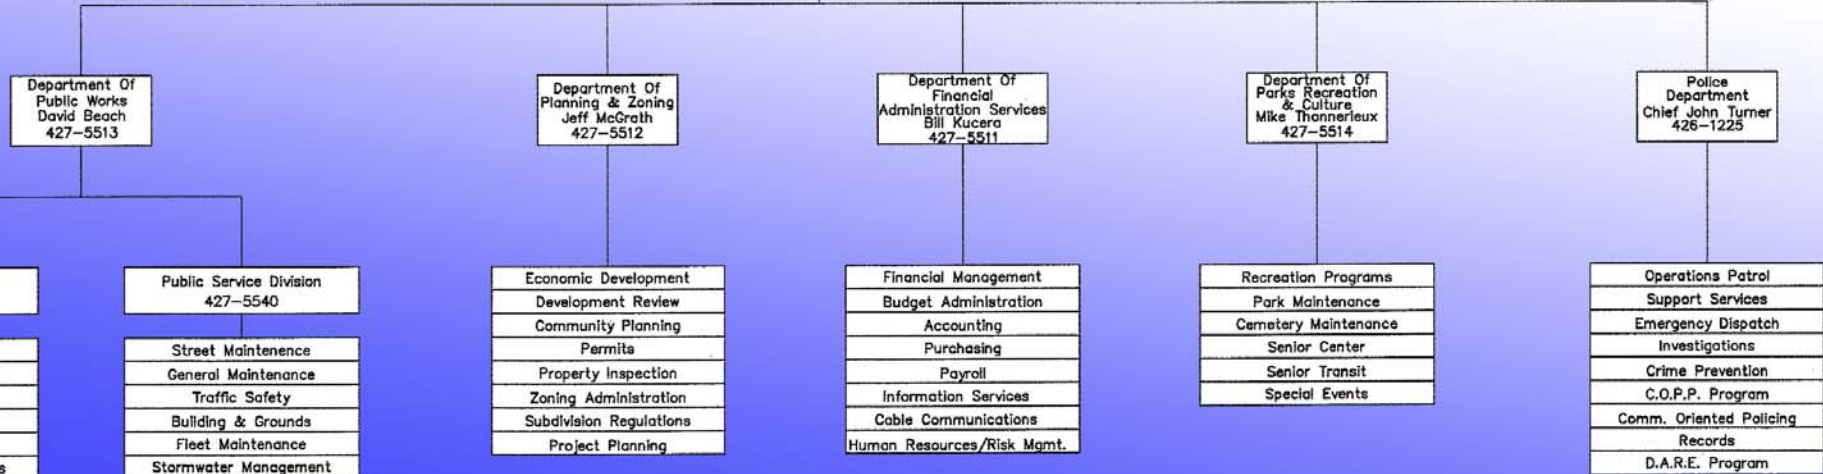 Department Of
Public Works
David Beach
427-5513
Department Of
Planning & Zoning
Jeff McGrath
427-5512
Department Of
Financial
Administration Services
Bill Kucera
427-5511
Department Of
Parks Recreation
& Culture
Mike Thonnerieux
427-5514
Police
Department
Chief John Turner
426-1225
Public Service Division
427-5540
Street Maintenence
General Maintenance
Traffic Safety
Building & Grounds
Fleet Maintenance
Stormwater Management
Economic Development
Development Review
Community Planning
Permits
Property Inspection
Zoning Administration
Subdivision Regulations
Project Planning
Financial Management
Budget Administration
Accounting
Purchasing
Payroll
Information Services
Cable Communications
Human Resources/Risk Mgmt.
Recreation Programs
Park Maintenance
Cemetery Maintenance
Senior Center
Senior Transit
Special Events
Operations Patrol
Support Services
Emergency Dispatch
Investigations
Crime Prevention
C.O.P.P. Program
Comm. Oriented Policing
Records
D.A.R.E. Program